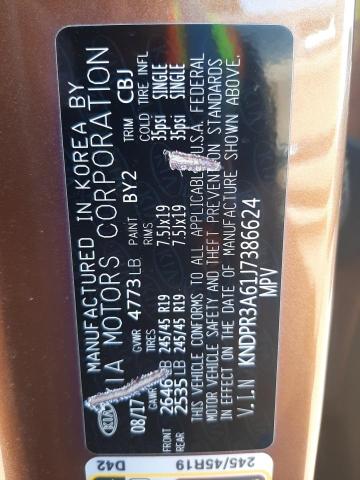 MANUFACTURED IN KOREA BY
KIA MOTORS CORPORATION
08/17 GVWR 4773LB PAINT BY2 TRIM CBJ
GAWR TIRES RIMS COLD TIRE INFL
FRONT 2646LB 245/45 R19 7.5Jx19 35psi SINGLE
REAR 2535LB 245/45 R19 7.5Jx19 35psi SINGLE
THIS VEHICLE CONFORMS TO ALL APPLICABLE U.S.A. FEDERAL
MOTOR VEHICLE SAFETY AND THEFT PREVENTION STANDARDS
IN EFFECT ON THE DATE OF MANUFACTURE SHOWN ABOVE.
V.I.N KNDPR3A61J7386624
MPV
D42
245/45R19